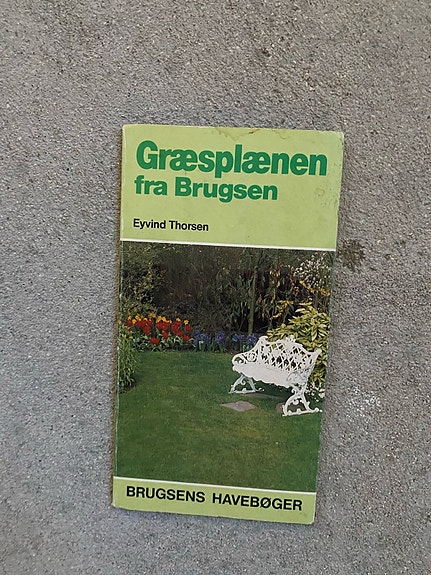 Græsplænen
fra Brugsen
Eyvind Thorsen
BRUGSENS HAVEBØGER